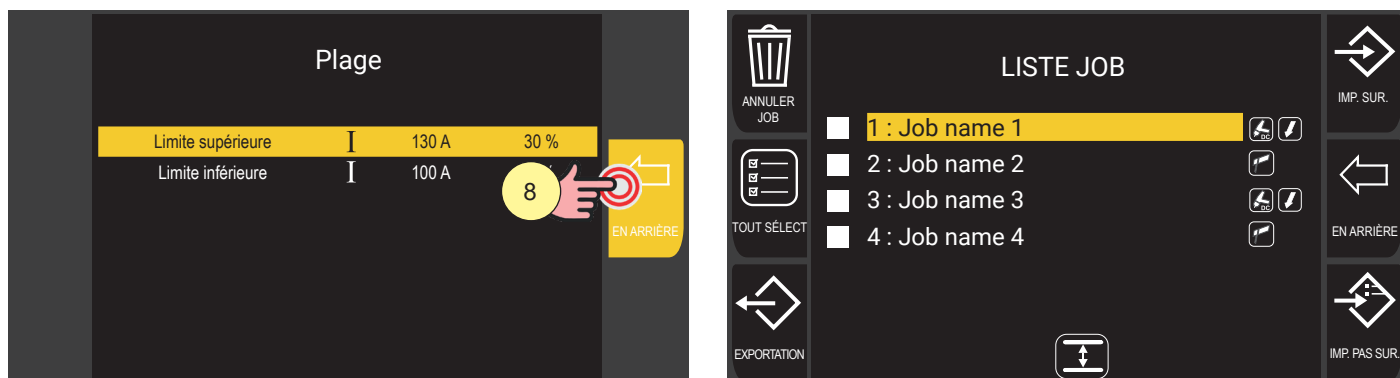 Plage
Limite supérieure I 130 A 30 %
Limite inférieure I 100 A
8
EN ARRIÈRE
LISTE JOB
ANNULER
JOB
IMP. SUR.
1 : Job name 1
DC
2 : Job name 2
3 : Job name 3
DC
4 : Job name 4
TOUT SÉLECT
EN ARRIÈRE
EXPORTATION
IMP. PAS SUR.